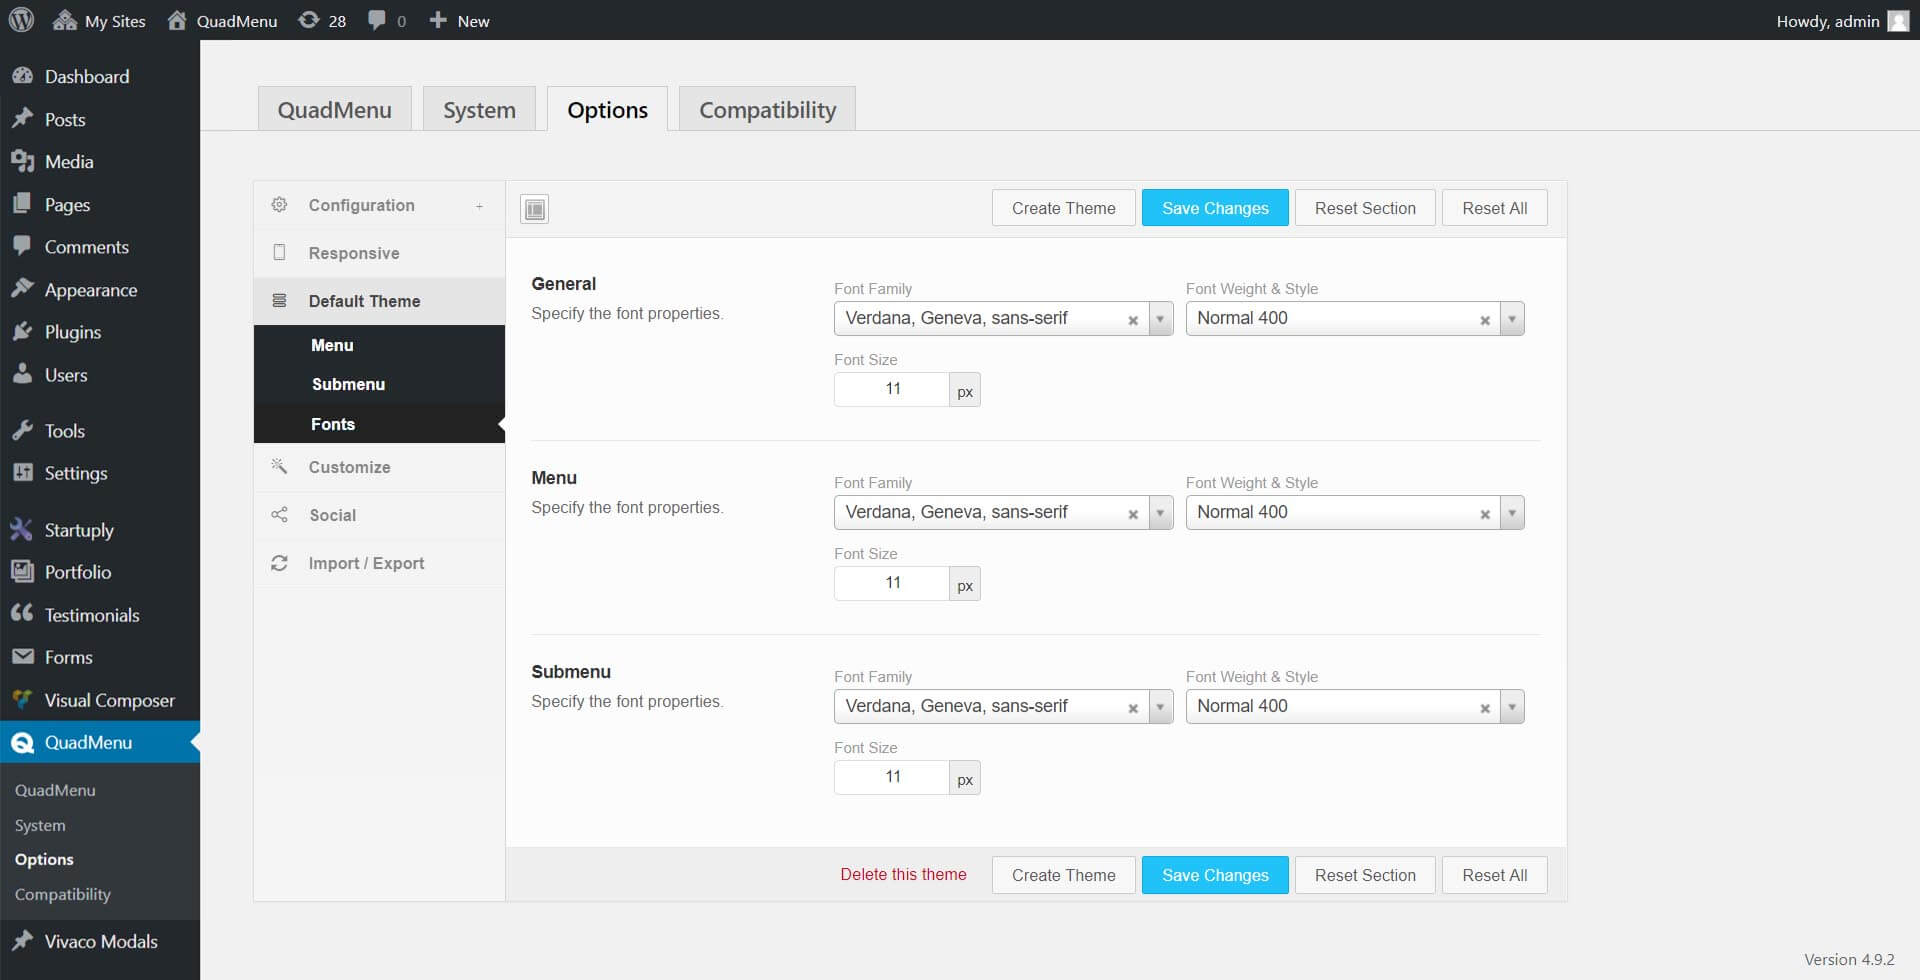 My Sites QuadMenu 28 0 New Howdy, admin
Dashboard
Posts
Media
Pages
Comments
Appearance
Plugins
Users
Tools
Settings
Startuply
Portfolio
Testimonials
Forms
Visual Composer
QuadMenu
QuadMenu
System
Options
Compatibility
Vivaco Modals
QuadMenu System Options Compatibility
Configuration +
Responsive
Default Theme
Menu
Submenu
Fonts
Customize
Social
Import / Export
Create Theme Save Changes Reset Section Reset All
General
Specify the font properties.
Font Family Font Weight & Style
Verdana, Geneva, sans-serif Normal 400
Font Size
11 px
Menu
Specify the font properties.
Font Family Font Weight & Style
Verdana, Geneva, sans-serif Normal 400
Font Size
11 px
Submenu
Specify the font properties.
Font Family Font Weight & Style
Verdana, Geneva, sans-serif Normal 400
Font Size
11 px
Delete this theme Create Theme Save Changes Reset Section Reset All
Version 4.9.2